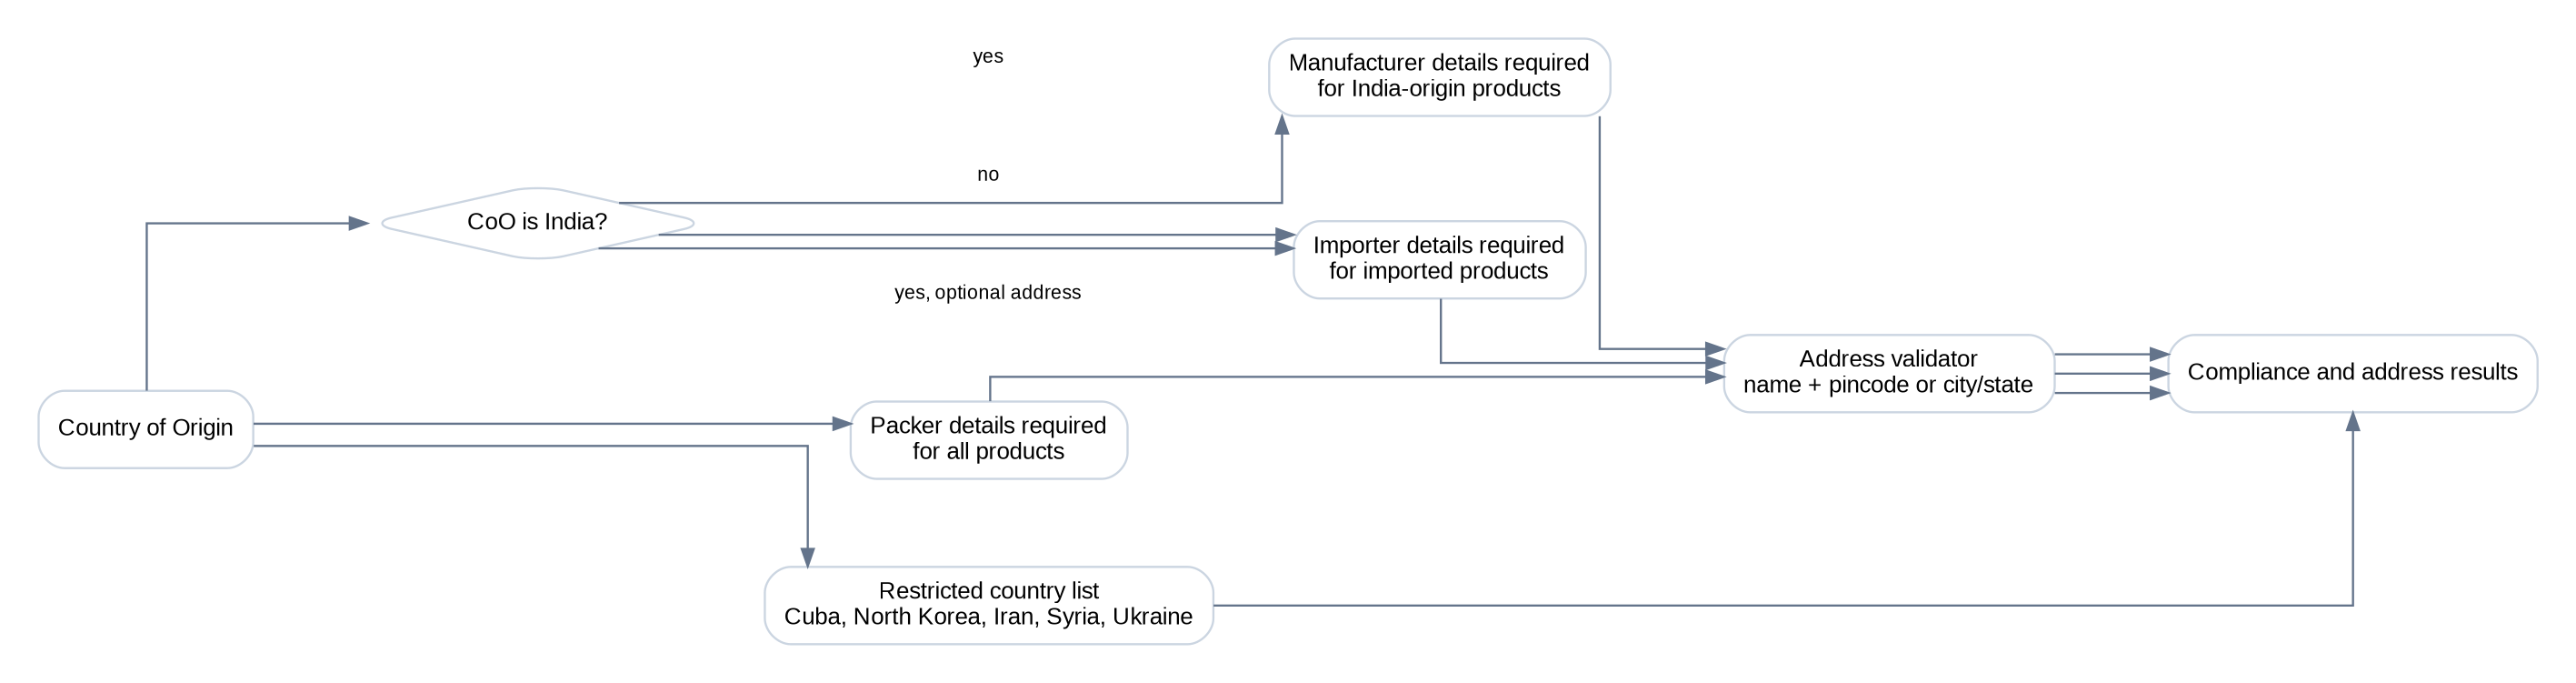 yes
Manufacturer details required
for India-origin products
no
CoO is India?
Importer details required
for imported products
yes, optional address
Address validator
name + pincode or city/state
Compliance and address results
Country of Origin
Packer details required
for all products
Restricted country list
Cuba, North Korea, Iran, Syria, Ukraine